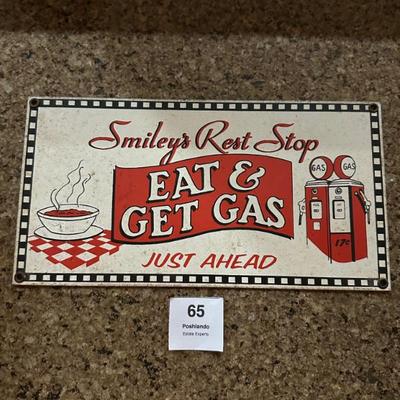 Smiley's Rest Stop
EAT &
GET GAS
JUST AHEAD
GAS GAS
17¢
65
Poshlando
Estate Experts